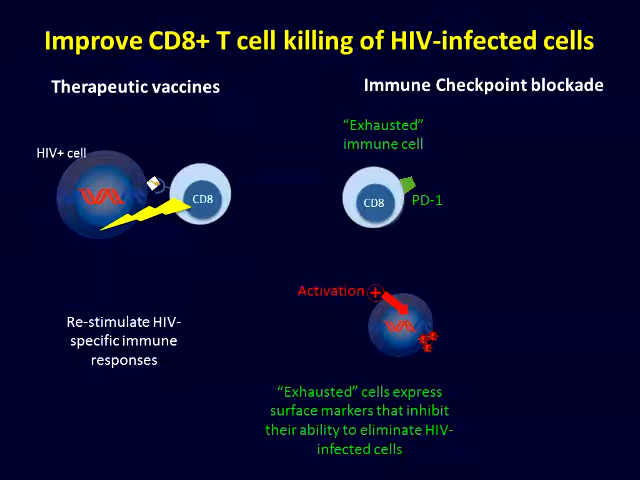 Improve CD8+ T cell killing of HIV-infected cells
Therapeutic vaccines
Immune Checkpoint blockade
HIV+ cell
CD8
Re-stimulate HIV-
specific immune
responses
“Exhausted”
immune cell
CD8
PD-1
Activation
+
“Exhausted” cells express
surface markers that inhibit
their ability to eliminate HIV-
infected cells